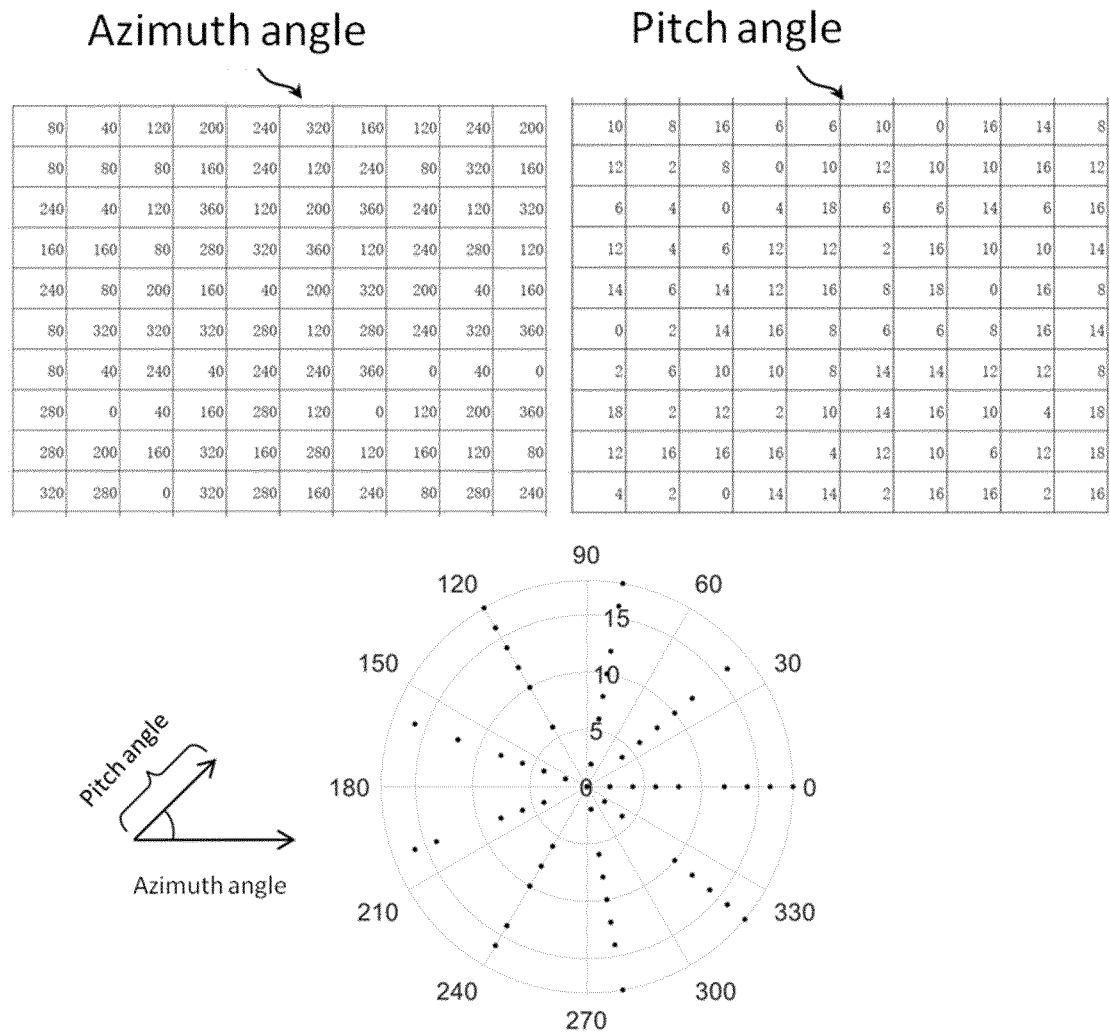 Azimuth angle
80 40 120 200 240 320 160 120 240 200
80 80 80 160 240 120 240 80 320 160
240 40 120 360 120 200 360 240 120 320
160 160 80 280 320 360 120 240 280 120
240 80 200 160 40 200 320 200 40 160
80 320 320 320 280 120 280 240 320 360
80 40 240 40 240 240 360 0 40 0
280 0 40 160 280 120 0 120 200 360
280 200 160 320 160 280 120 160 120 80
320 280 0 320 280 160 240 80 280 240
Pitch angle
10 8 16 6 6 10 0 16 14 8
12 2 8 0 10 12 10 10 16 12
6 4 0 4 18 6 6 14 6 16
12 4 6 12 12 2 16 10 10 14
14 6 14 12 16 8 18 0 16 8
0 2 14 16 8 6 6 8 16 14
2 6 10 10 8 14 14 12 12 8
18 2 12 2 10 14 16 10 4 18
12 16 16 16 4 12 10 6 12 18
4 2 0 14 14 2 16 16 2 16
90
120 60
15
150 30
10
5
180 0 0
210 330
240 300
270
Pitch angle
Azimuth angle